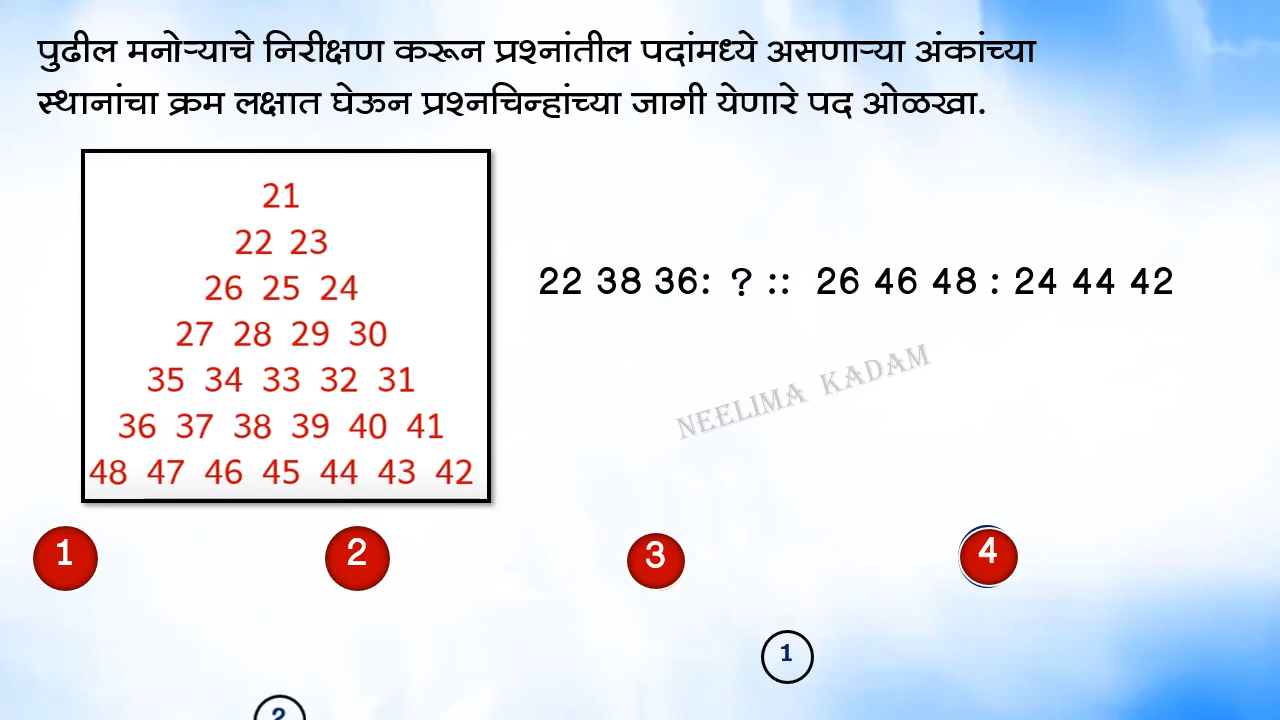 पुढील मनोऱ्याचे निरीक्षण करून प्रश्नांतील पदांमध्ये असणाऱ्या अंकांच्या
स्थानांचा क्रम लक्षात घेऊन प्रश्नचिन्हांच्या जागी येणारे पद ओळखा.
21
22 23
26 25 24
27 28 29 30
35 34 33 32 31
36 37 38 39 40 41
48 47 46 45 44 43 42
22 38 36: ? :: 26 46 48 : 24 44 42
NEELIMA KADAM
1 2 3 4
1
2